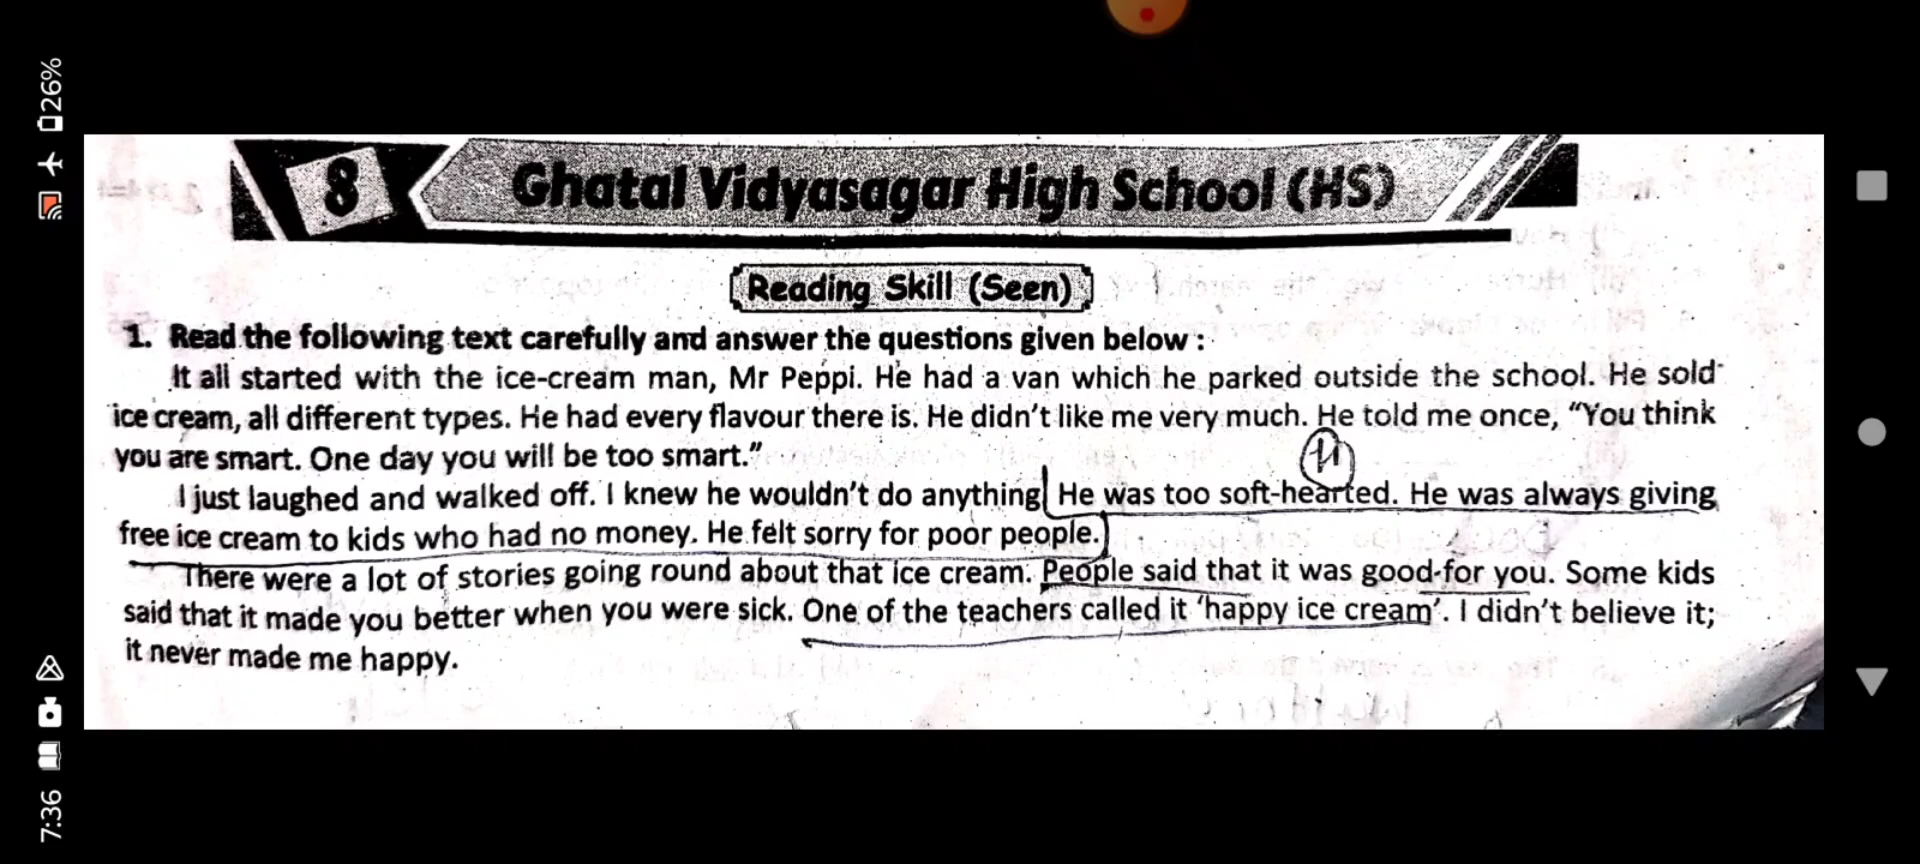 26%
7:36
8
Ghatal Vidyasagar High School (HS)
Reading Skill (Seen)
1. Read the following text carefully and answer the questions given below :
It all started with the ice-cream man, Mr Peppi. He had a van which he parked outside the school. He sold
ice cream, all different types. He had every flavour there is. He didn't like me very much. He told me once, “You think
you are smart. One day you will be too smart.”
I just laughed and walked off. I knew he wouldn't do anything. He was too soft-hearted. He was always giving
free ice cream to kids who had no money. He felt sorry for poor people.
There were a lot of stories going round about that ice cream. People said that it was good for you. Some kids
said that it made you better when you were sick. One of the teachers called it ‘happy ice cream’. I didn't believe it;
it never made me happy.